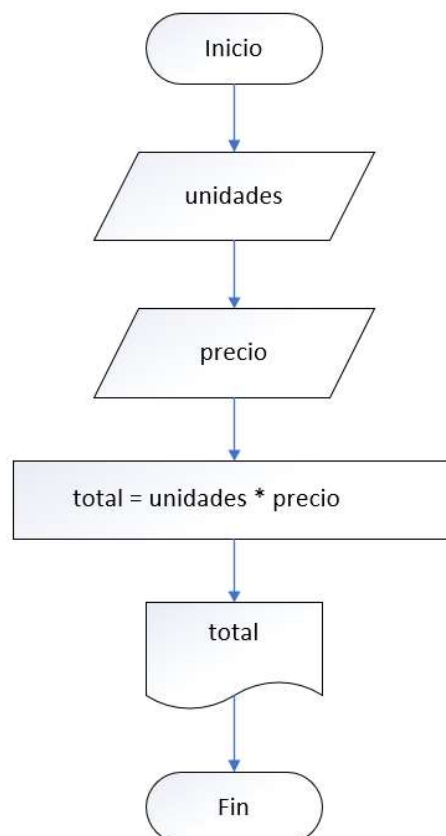 Inicio
unidades
precio
total = unidades * precio
total
Fin